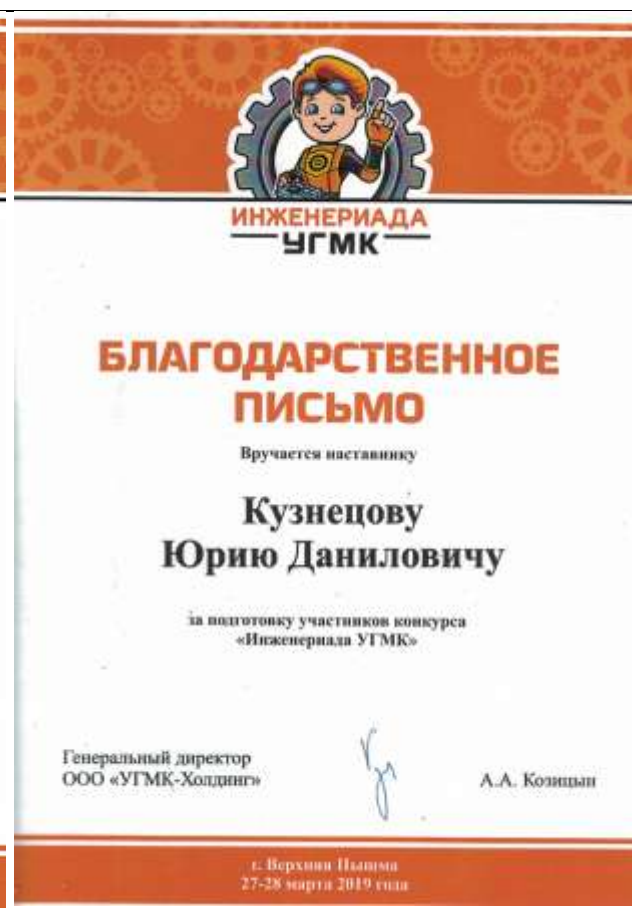 ИНЖЕНЕРИАДА
УГМК
БЛАГОДАРСТВЕННОЕ
ПИСЬМО
Вручается наставнику
Кузнецову
Юрию Даниловичу
за подготовку участников конкурса
«Инженериада УГМК»
Генеральный директор
ООО «УГМК-Холдинг»
А.А. Козицын
г. Верхняя Пышма
27-28 марта 2019 года